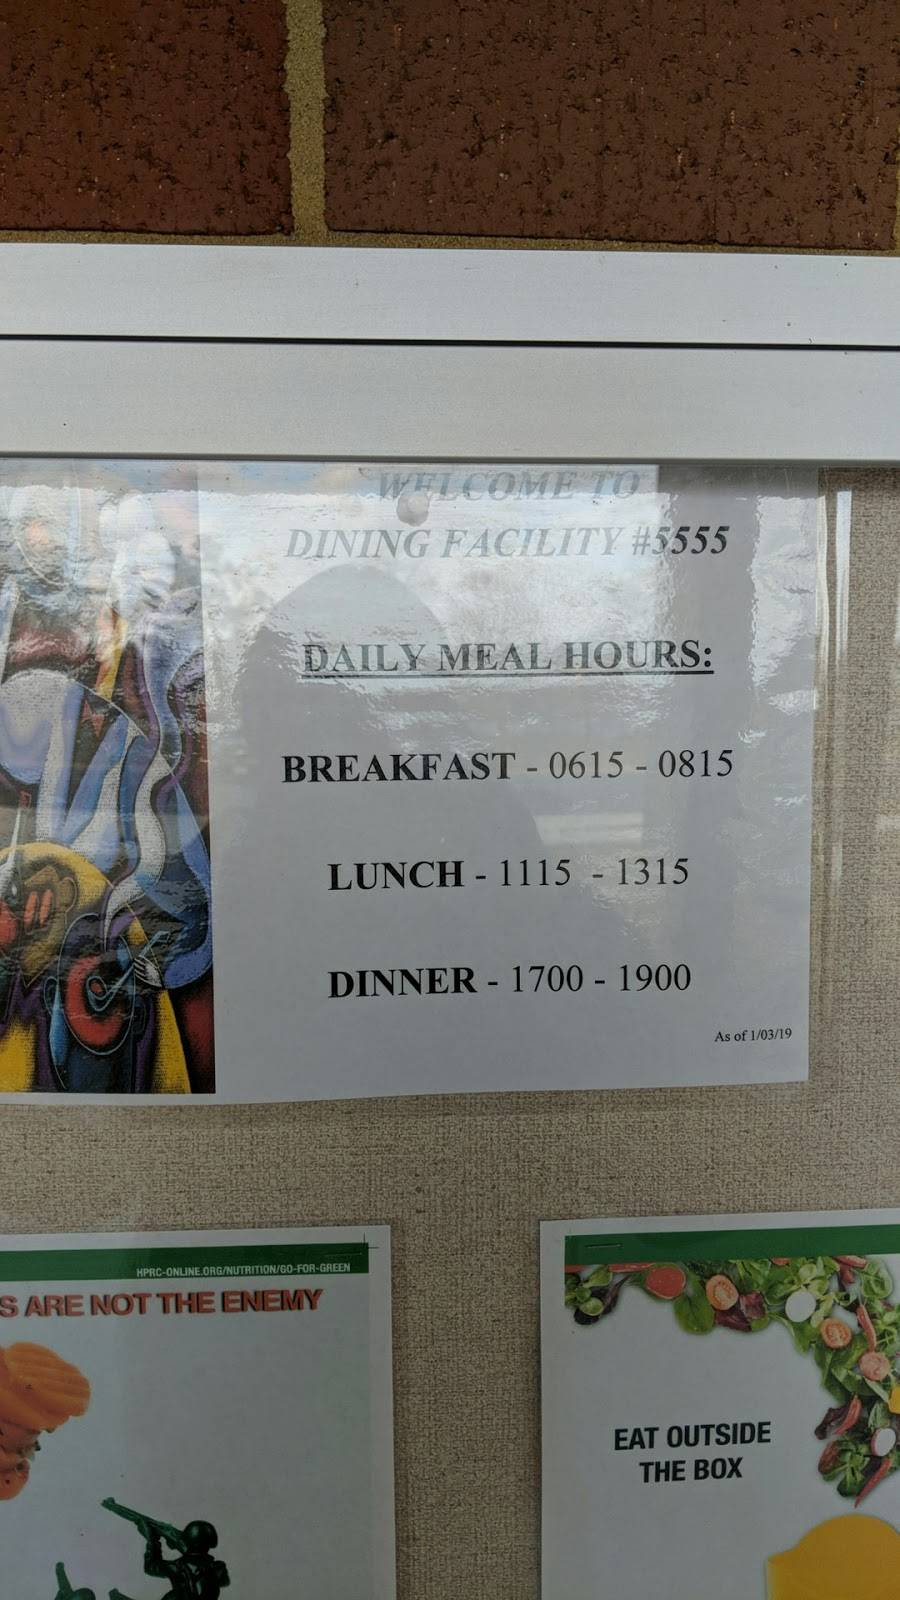 WELCOME TO
DINING FACILITY #5555
DAILY MEAL HOURS:
BREAKFAST - 0615 - 0815
LUNCH - 1115 - 1315
DINNER - 1700 - 1900
As of 1/03/19
HPRC-ONLINE.ORG/NUTRITION/GO-FOR-GREEN
S ARE NOT THE ENEMY
EAT OUTSIDE
THE BOX